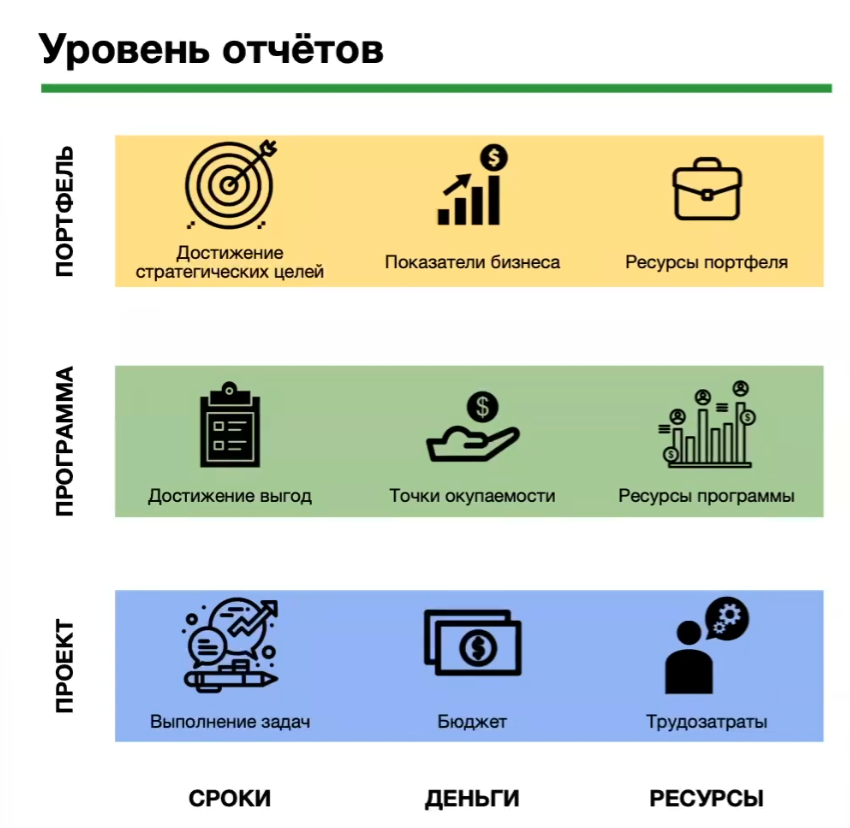 Уровень отчётов
ПОРТФЕЛЬ
Достижение
стратегических целей
Показатели бизнеса
Ресурсы портфеля
ПРОГРАММА
Достижение выгод
Точки окупаемости
Ресурсы программы
ПРОЕКТ
Выполнение задач
Бюджет
Трудозатраты
СРОКИ
ДЕНЬГИ
РЕСУРСЫ